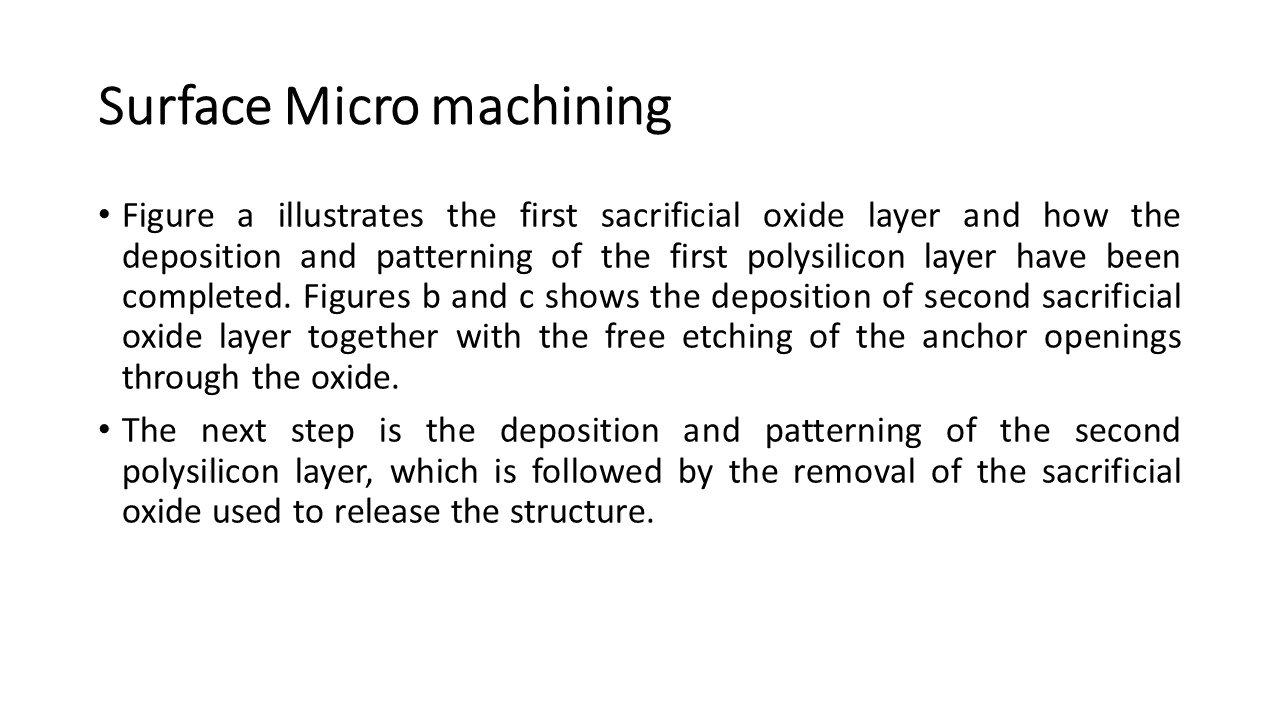 Surface Micro machining
• Figure a illustrates the first sacrificial oxide layer and how the
deposition and patterning of the first polysilicon layer have been
completed. Figures b and c shows the deposition of second sacrificial
oxide layer together with the free etching of the anchor openings
through the oxide.
• The next step is the deposition and patterning of the second
polysilicon layer, which is followed by the removal of the sacrificial
oxide used to release the structure.